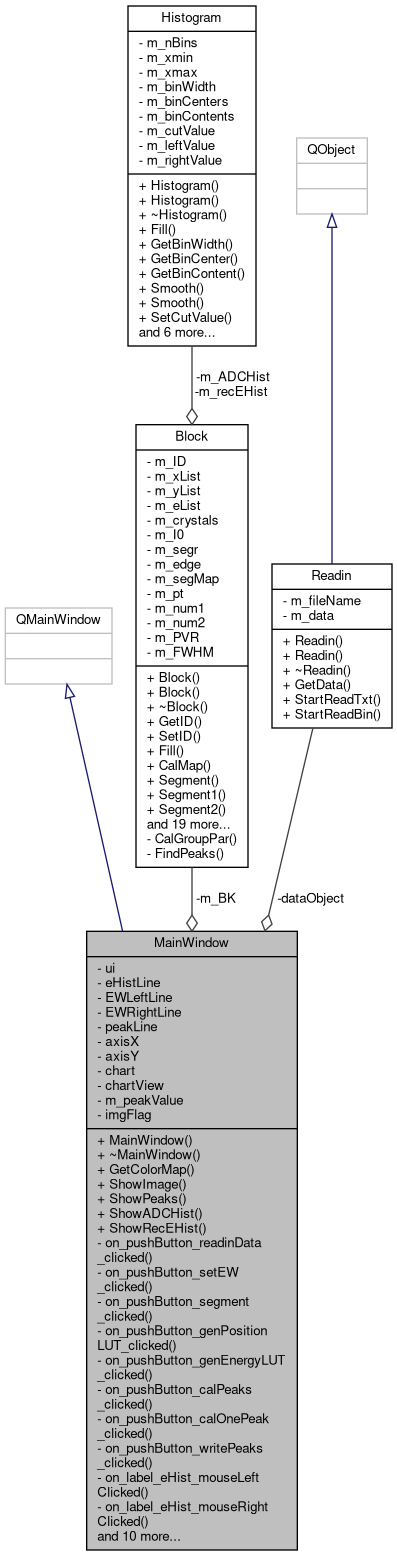 Histogram
- m_nBins
- m_xmin
- m_xmax
- m_binWidth
- m_binCenters
- m_binContents
- m_cutValue
- m_leftValue
- m_rightValue
+ Histogram()
+ Histogram()
+ ~Histogram()
+ Fill()
+ GetBinWidth()
+ GetBinCenter()
+ GetBinContent()
+ Smooth()
+ Smooth()
+ SetCutValue()
and 6 more...
QObject
-m_ADCHist
-m_recEHist
Block
- m_ID
- m_xList
- m_yList
- m_eList
- m_crystals
- m_I0
- m_segr
- m_edge
- m_segMap
- m_pt
- m_num1
- m_num2
- m_PVR
- m_FWHM
+ Block()
+ Block()
+ ~Block()
+ GetID()
+ SetID()
+ Fill()
+ CalMap()
+ Segment()
+ Segment1()
+ Segment2()
and 19 more...
- CalGroupPar()
- FindPeaks()
Readin
- m_fileName
- m_data
+ Readin()
+ Readin()
+ ~Readin()
+ GetData()
+ StartReadTxt()
+ StartReadBin()
QMainWindow
-m_BK
-dataObject
MainWindow
- ui
- eHistLine
- EWLeftLine
- EWRightLine
- peakLine
- axisX
- axisY
- chart
- chartView
- m_peakValue
- imgFlag
+ MainWindow()
+ ~MainWindow()
+ GetColorMap()
+ ShowImage()
+ ShowPeaks()
+ ShowADCHist()
+ ShowRecEHist()
- on_pushButton_readinData
_clicked()
- on_pushButton_setEW
_clicked()
- on_pushButton_segment
_clicked()
- on_pushButton_genPosition
LUT_clicked()
- on_pushButton_genEnergyLUT
_clicked()
- on_pushButton_calPeaks
_clicked()
- on_pushButton_calOnePeak
_clicked()
- on_pushButton_writePeaks
_clicked()
- on_label_eHist_mouseLeft
Clicked()
- on_label_eHist_mouseRight
Clicked()
and 10 more...